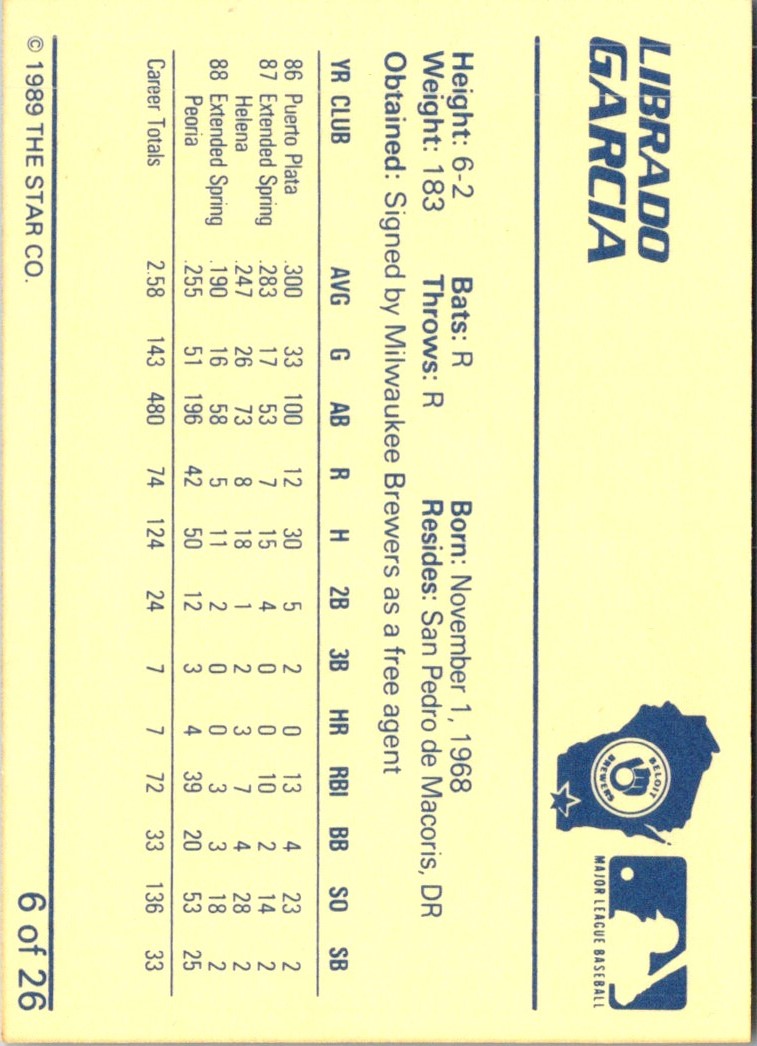 LIBRADO
GARCIA
BELOIT
BREWERS
MAJOR LEAGUE BASEBALL
Height: 6-2 Bats: R Born: November 1, 1968
Weight: 183 Throws: R Resides: San Pedro de Macoris, DR
Obtained: Signed by Milwaukee Brewers as a free agent
YR CLUB AVG G AB R H 2B 3B HR RBI BB SO SB
86 Puerto Plata .300 33 100 12 30 5 2 0 13 4 23 2
87 Extended Spring .283 17 53 7 15 4 0 0 10 2 14 2
Helena .247 26 73 8 18 1 2 3 7 4 28 2
88 Extended Spring .190 16 58 5 11 2 0 0 3 3 18 2
Peoria .255 51 196 42 50 12 3 4 39 20 53 25
Career Totals 2.58 143 480 74 124 24 7 7 72 33 136 33
© 1989 THE STAR CO. 6 of 26